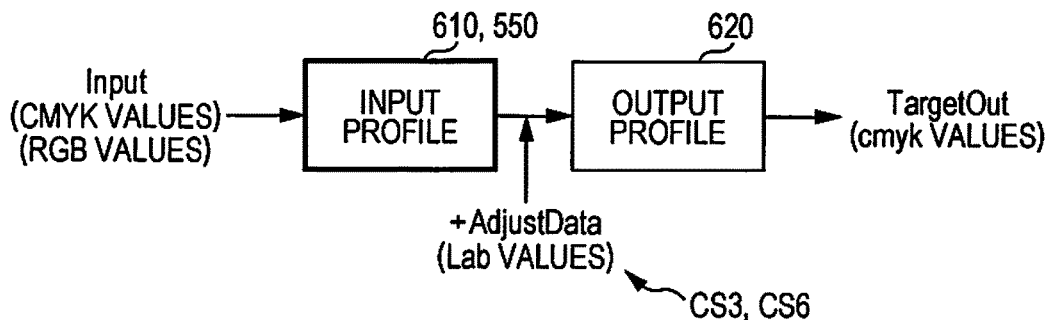 610, 550
620
Input
(CMYK VALUES)
(RGB VALUES)
INPUT
PROFILE
OUTPUT
PROFILE
TargetOut
(cmyk VALUES)
+AdjustData
(Lab VALUES)
CS3, CS6